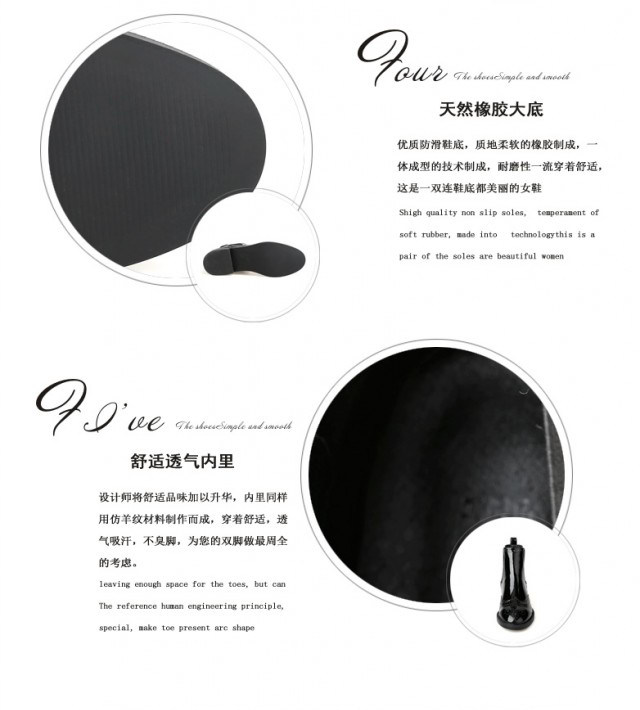 Four The shoesSimple and smooth
天然橡胶大底
优质防滑鞋底，质地柔软的橡胶制成，一
体成型的技术制成，耐磨性一流穿着舒适，
这是一双连鞋底都美丽的女鞋
Shigh quality non slip soles, temperament of
soft rubber, made into technologythis is a
pair of the soles are beautiful women
FI've The shoesSimple and smooth
舒适透气内里
设计师将舒适品味加以升华，内里同样
用仿羊纹材料制作而成，穿着舒适，透
气吸汗，不臭脚，为您的双脚做最周全
的考虑。
leaving enough space for the toes, but can
The reference human engineering principle,
special, make toe present arc shape